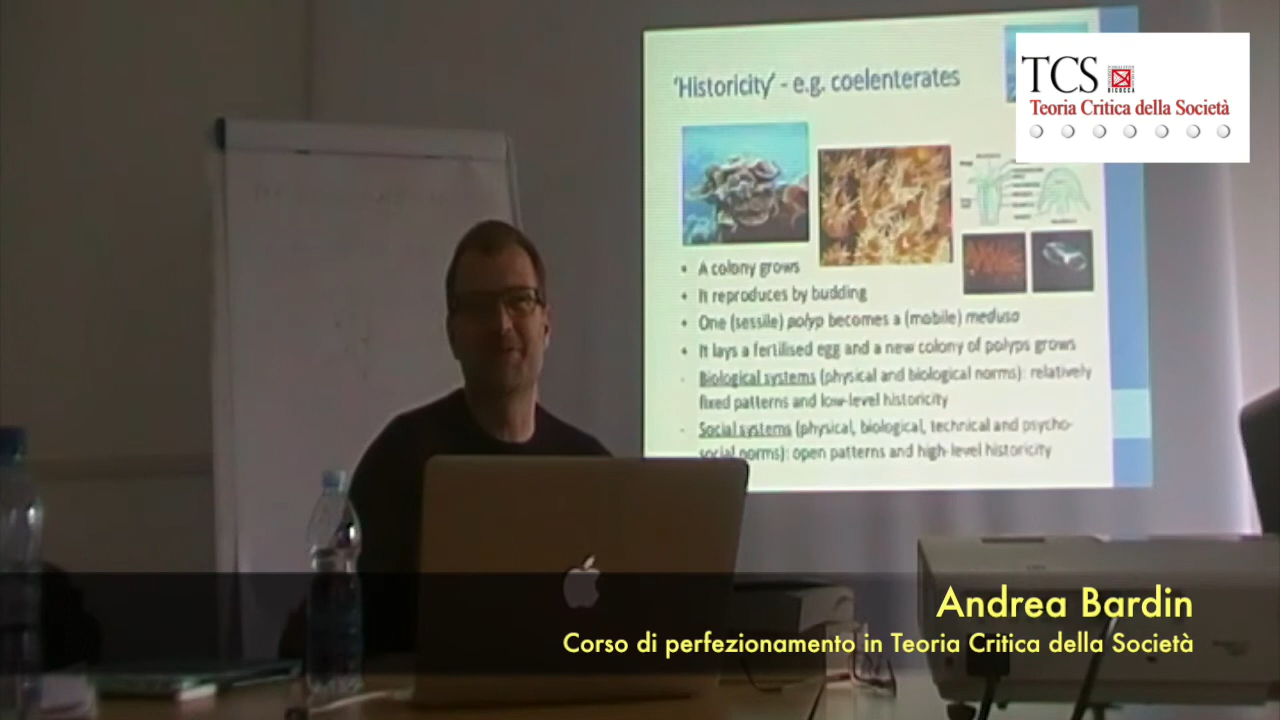 'Historicity' - e.g. coelenterates
• A colony grows
• It reproduces by budding
• One (sessile) polyp becomes a (mobile) medusa
• It lays a fertilised egg and a new colony of polyps grows
- Biological systems (physical and biological norms): relatively
fixed patterns and low-level historicity
- Social systems (physical, biological, technical and psycho-
social norms): open patterns and high-level historicity
TCS
BICOCCA
Teoria Critica della Società
Andrea Bardin
Corso di perfezionamento in Teoria Critica della Società